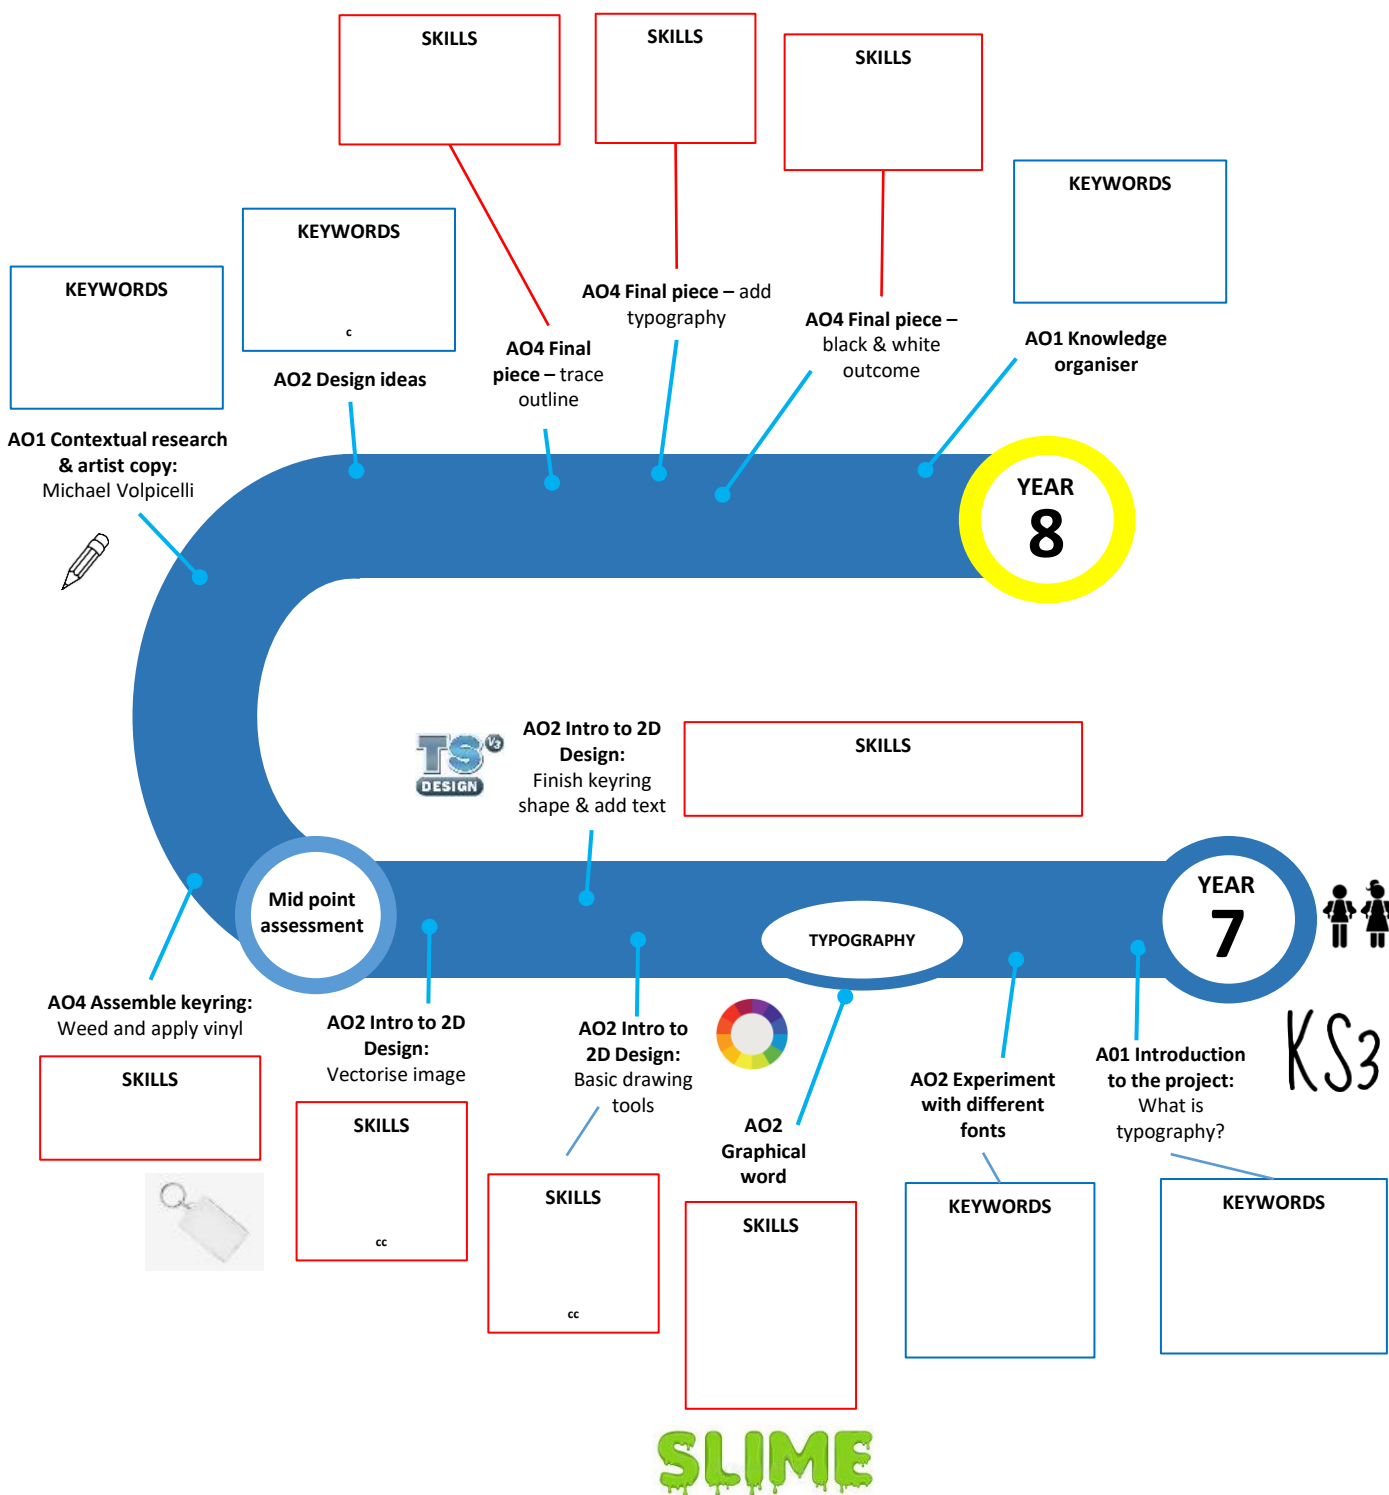 SKILLS
SKILLS
SKILLS
KEYWORDS
KEYWORDS
c
KEYWORDS
AO4 Final piece – add
typography
AO4 Final piece –
black & white
outcome
AO1 Knowledge
organiser
AO4 Final
piece – trace
outline
AO2 Design ideas
AO1 Contextual research
& artist copy:
Michael Volpicelli
YEAR
8
TS V3
DESIGN
AO2 Intro to 2D
Design:
Finish keyring
shape & add text
SKILLS
Mid point
assessment
TYPOGRAPHY
YEAR
7
KS3
AO4 Assemble keyring:
Weed and apply vinyl
SKILLS
AO2 Intro to 2D
Design:
Vectorise image
SKILLS
cc
AO2 Intro to
2D Design:
Basic drawing
tools
SKILLS
cc
AO2
Graphical
word
SKILLS
AO2 Experiment
with different
fonts
KEYWORDS
A01 Introduction
to the project:
What is
typography?
KEYWORDS
SLIME